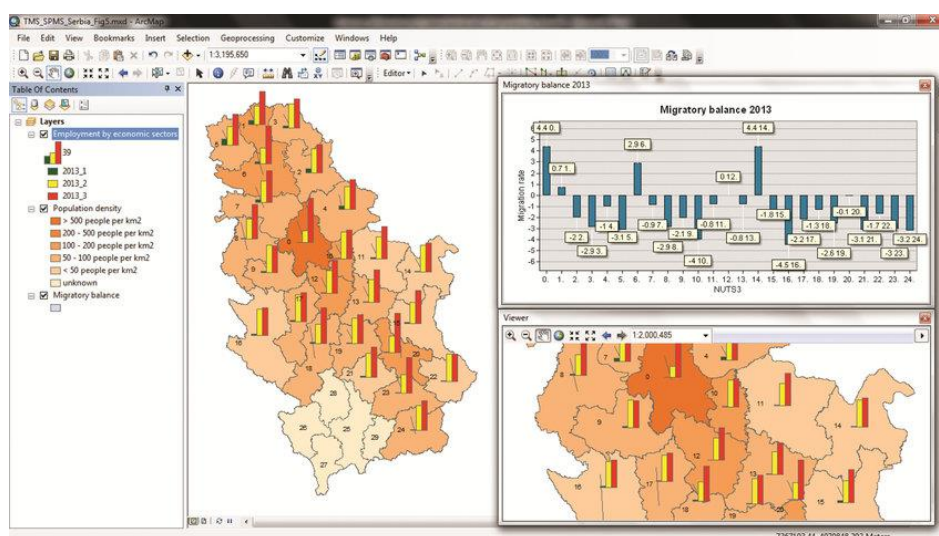 TMS_SPMS_Serbia_Fig5.mxd - ArcMap
File Edit View Bookmarks Insert Selection Geoprocessing Customize Windows Help
1:3,195,650
Editor
Table Of Contents
Layers
Employment by economic sectors
39
2013_1
2013_2
2013_3
Population density
> 500 people per km2
200 - 500 people per km2
100 - 200 people per km2
50 - 100 people per km2
< 50 people per km2
unknown
Migratory balance
Migratory balance 2013
Migratory balance 2013
Migration rate
4.4 0.
0.7 1.
-2 2.
-2.9 3.
-1 4.
-3.1 5.
2.9 6.
-0.9 7.
-2.9 8.
-2.1 9.
-4 10.
-0.8 11.
0 12.
-0.8 13.
4.4 14.
-1.8 15.
-4.5 16.
-2.2 17.
-1.3 18.
-2.6 19.
-0.1 20.
-3.1 21.
-1.7 22.
-3 23.
-3.2 24.
0. 1. 2. 3. 4. 5. 6. 7. 8. 9. 10. 11. 12. 13. 14. 15. 16. 17. 18. 19. 20. 21. 22. 23. 24.
NUTS3
Viewer
1:2,000,485